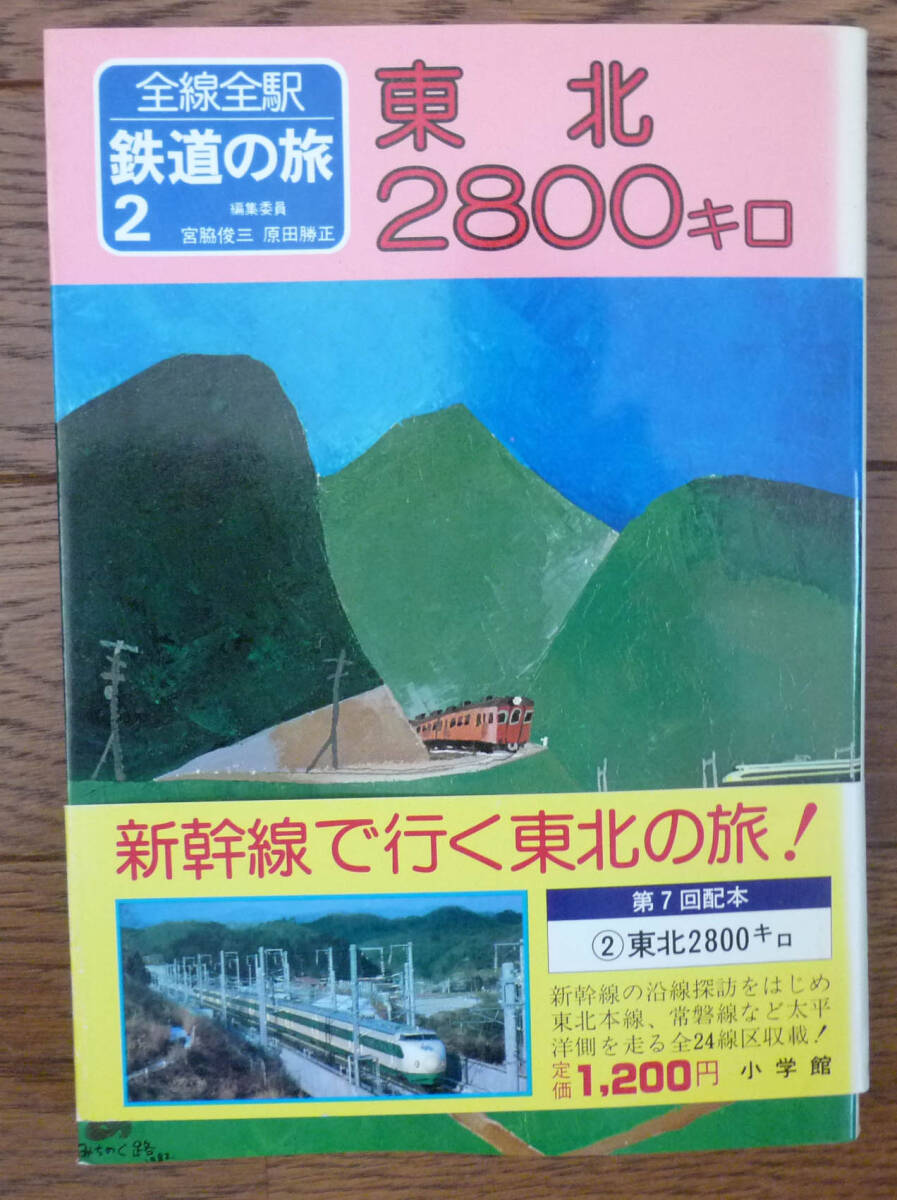 全線全駅
鉄道の旅
2
編集委員
宮脇俊三 原田勝正
東北
2800キロ
新幹線で行く東北の旅!
第7回配本
②東北2800キロ
新幹線の沿線探訪をはじめ
東北本線、常磐線など太平
洋側を走る全24線区収載!
定価1,200円 小学館
みちのく路
1982.